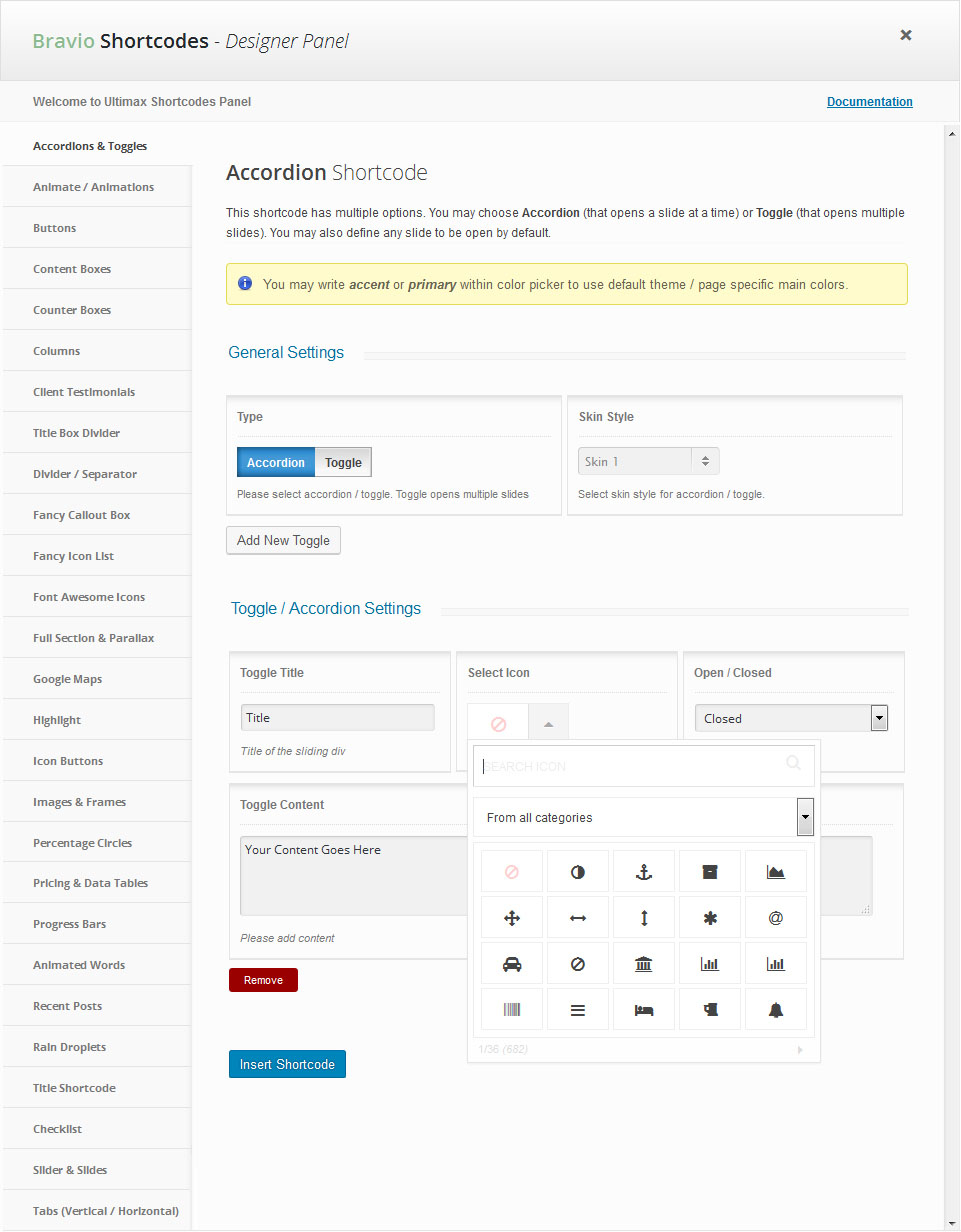 Bravio Shortcodes - Designer Panel
Welcome to Ultimax Shortcodes Panel
Documentation
Accordions & Toggles
Animate / Animations
Buttons
Content Boxes
Counter Boxes
Columns
Client Testimonials
Title Box Divider
Divider / Separator
Fancy Callout Box
Fancy Icon List
Font Awesome Icons
Full Section & Parallax
Google Maps
Highlight
Icon Buttons
Images & Frames
Percentage Circles
Pricing & Data Tables
Progress Bars
Animated Words
Recent Posts
Rain Droplets
Title Shortcode
Checklist
Slider & Slides
Tabs (Vertical / Horizontal)
Accordion Shortcode
This shortcode has multiple options. You may choose Accordion (that opens a slide at a time) or Toggle (that opens multiple
slides). You may also define any slide to be open by default.
You may write accent or primary within color picker to use default theme / page specific main colors.
General Settings
Type
Accordion Toggle
Please select accordion / toggle. Toggle opens multiple slides
Skin Style
Skin 1
Select skin style for accordion / toggle.
Add New Toggle
Toggle / Accordion Settings
Toggle Title
Title
Title of the sliding div
Select Icon
Open / Closed
Closed
SEARCH ICON
From all categories
1/36 (682)
Toggle Content
Your Content Goes Here
Please add content
Remove
Insert Shortcode